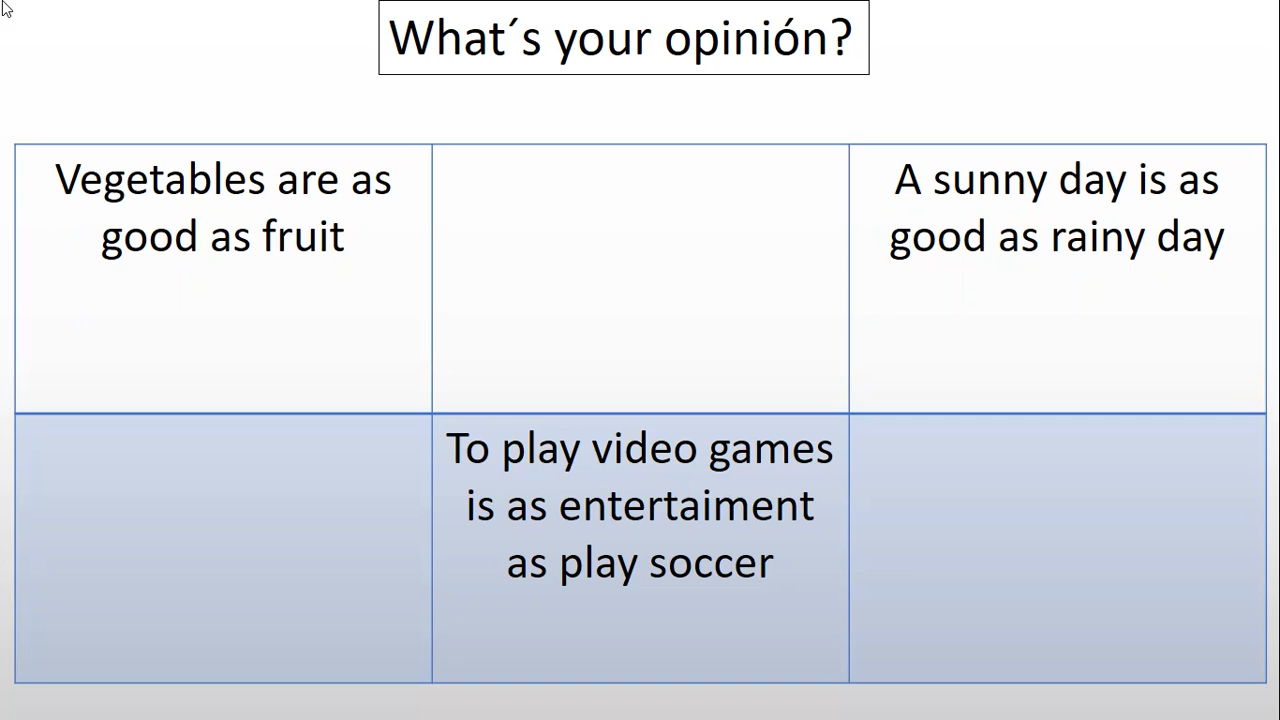 What´s your opinión?
Vegetables are as
good as fruit
A sunny day is as
good as rainy day
To play video games
is as entertaiment
as play soccer